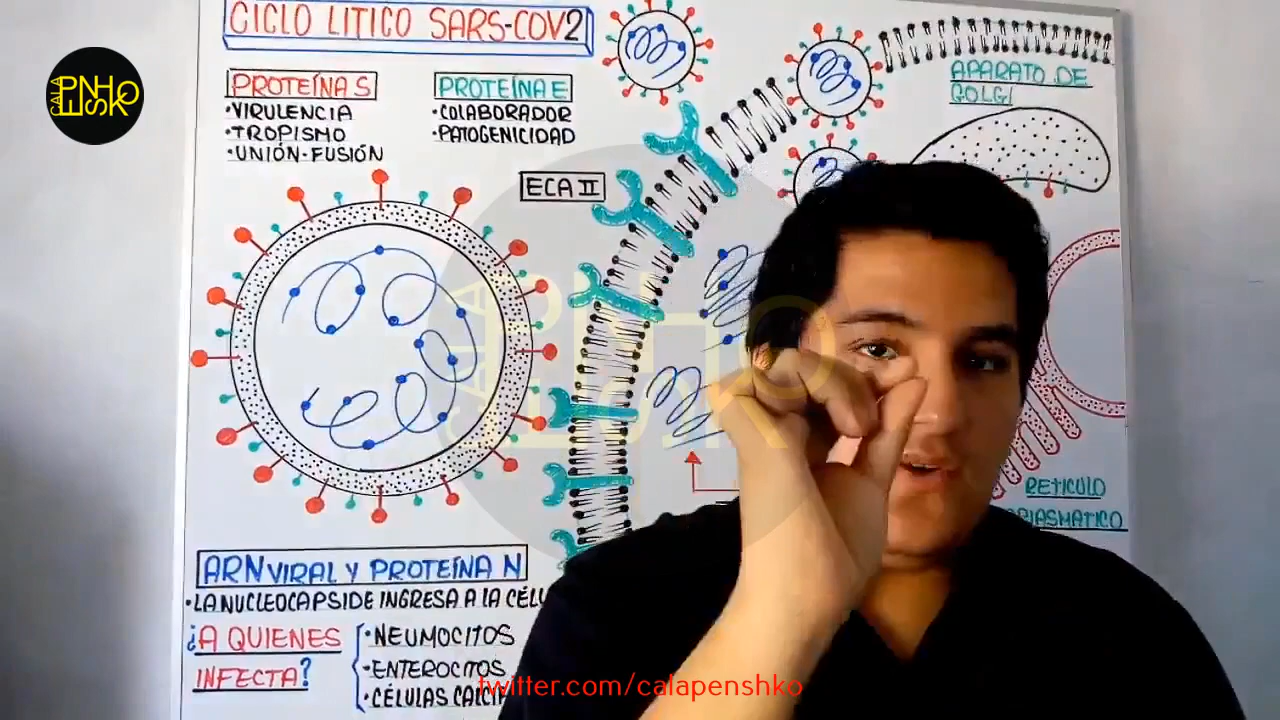 CICLO LITICO SARS-COV2
PROTEÍNA S
•VIRULENCIA
•TROPISMO
•UNIÓN-FUSIÓN
PROTEÍNA E
•COLABORADOR
•PATOGENICIDAD
ECA II
APARATO DE
GOLGI
RETICULO
ARN VIRAL Y PROTEÍNA N
•LA NUCLEOCAPSIDE INGRESA A LA
¿A QUIENES
INFECTA?
•NEUMOCITOS
•ENTEROCITOS
•CÉLULAS
twitter.com/calapenshko